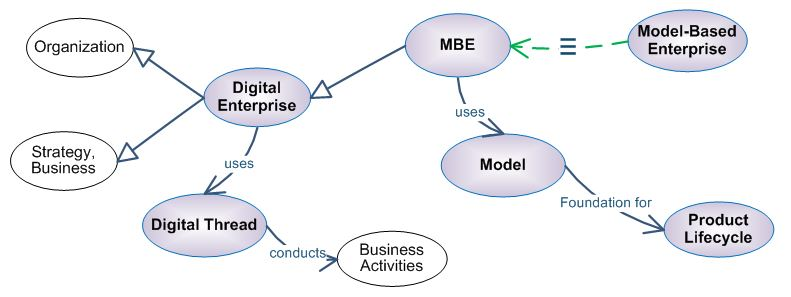 Organization
MBE
Model-Based
Enterprise
Digital
Enterprise
uses
Strategy,
Business
uses
Model
Foundation for
Digital Thread
Product
Lifecycle
conducts
Business
Activities